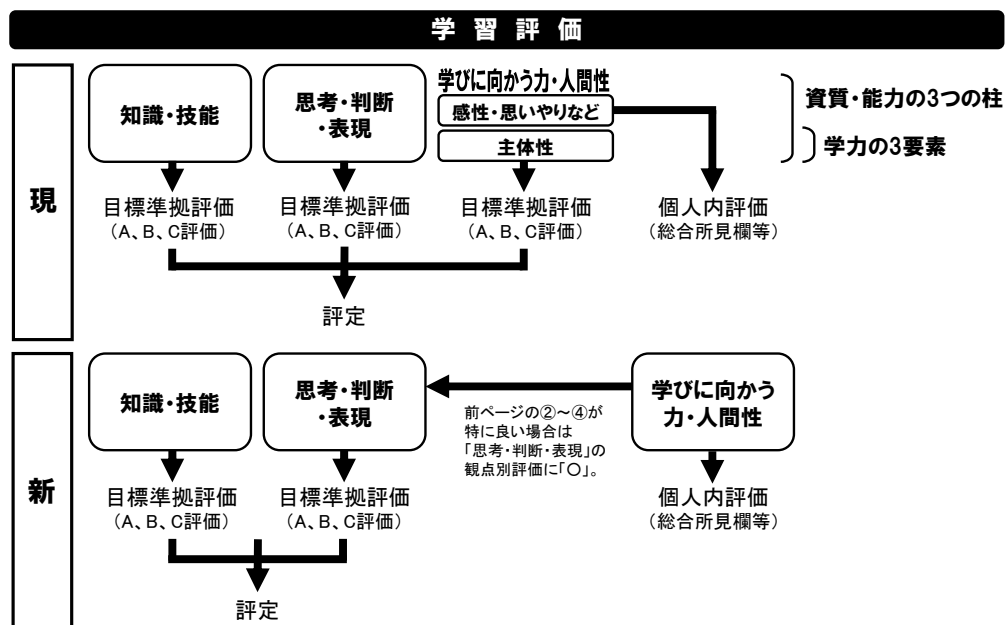 学習評価
現
知識・技能
思考・判断
・表現
学びに向かう力・人間性
感性・思いやりなど
主体性
資質・能力の3つの柱
学力の3要素
目標準拠評価
(A、B、C評価)
目標準拠評価
(A、B、C評価)
目標準拠評価
(A、B、C評価)
個人内評価
(総合所見欄等)
評定
新
知識・技能
思考・判断
・表現
前ページの②～④が
特に良い場合は
「思考・判断・表現」の
観点別評価に「○」。
学びに向かう
力・人間性
目標準拠評価
(A、B、C評価)
目標準拠評価
(A、B、C評価)
個人内評価
(総合所見欄等)
評定